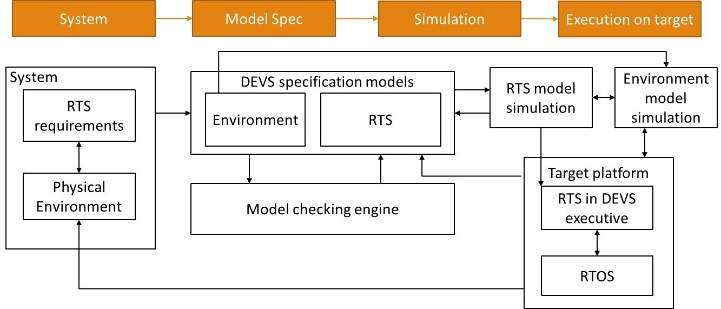 System
Model Spec
Simulation
Execution on target
System
RTS
requirements
Physical
Environment
DEVS specification models
Environment
RTS
Model checking engine
RTS model
simulation
Environment
model
simulation
Target platform
RTS in DEVS
executive
RTOS